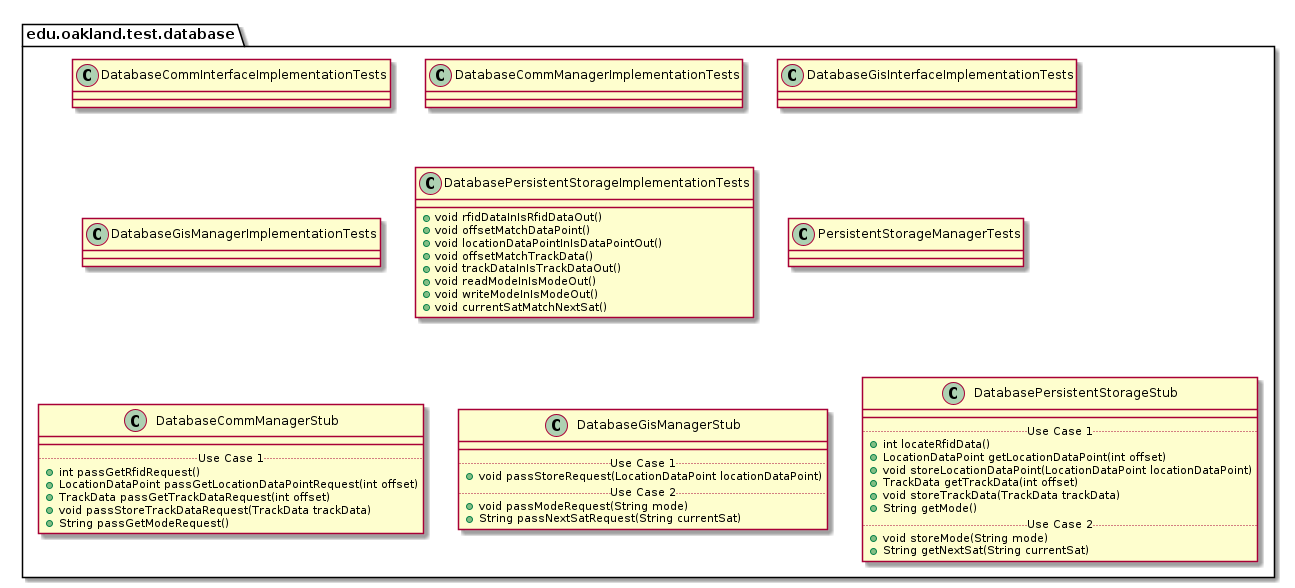 edu.oakland.test.database
C DatabaseCommInterfaceImplementationTests
C DatabaseCommManagerImplementationTests
C DatabaseGisInterfaceImplementationTests
C DatabaseGisManagerImplementationTests
C DatabasePersistentStorageImplementationTests
void rfidDataInIsRfidDataOut()
void offsetMatchDataPoint()
void locationDataPointInIsDataPointOut()
void offsetMatchTrackData()
void trackDataInIsTrackDataOut()
void readModeInIsModeOut()
void writeModeInIsModeOut()
void currentSatMatchNextSat()
C PersistentStorageManagerTests
C DatabaseCommManagerStub
Use Case 1
int passGetRfidRequest()
LocationDataPoint passGetLocationDataPointRequest(int offset)
TrackData passGetTrackDataRequest(int offset)
void passStoreTrackDataRequest(TrackData trackData)
String passGetModeRequest()
C DatabaseGisManagerStub
Use Case 1
void passStoreRequest(LocationDataPoint locationDataPoint)
Use Case 2
void passModeRequest(String mode)
String passNextSatRequest(String currentSat)
C DatabasePersistentStorageStub
Use Case 1
int locateRfidData()
LocationDataPoint getLocationDataPoint(int offset)
void storeLocationDataPoint(LocationDataPoint locationDataPoint)
TrackData getTrackData(int offset)
void storeTrackData(TrackData trackData)
String getMode()
Use Case 2
void storeMode(String mode)
String getNextSat(String currentSat)